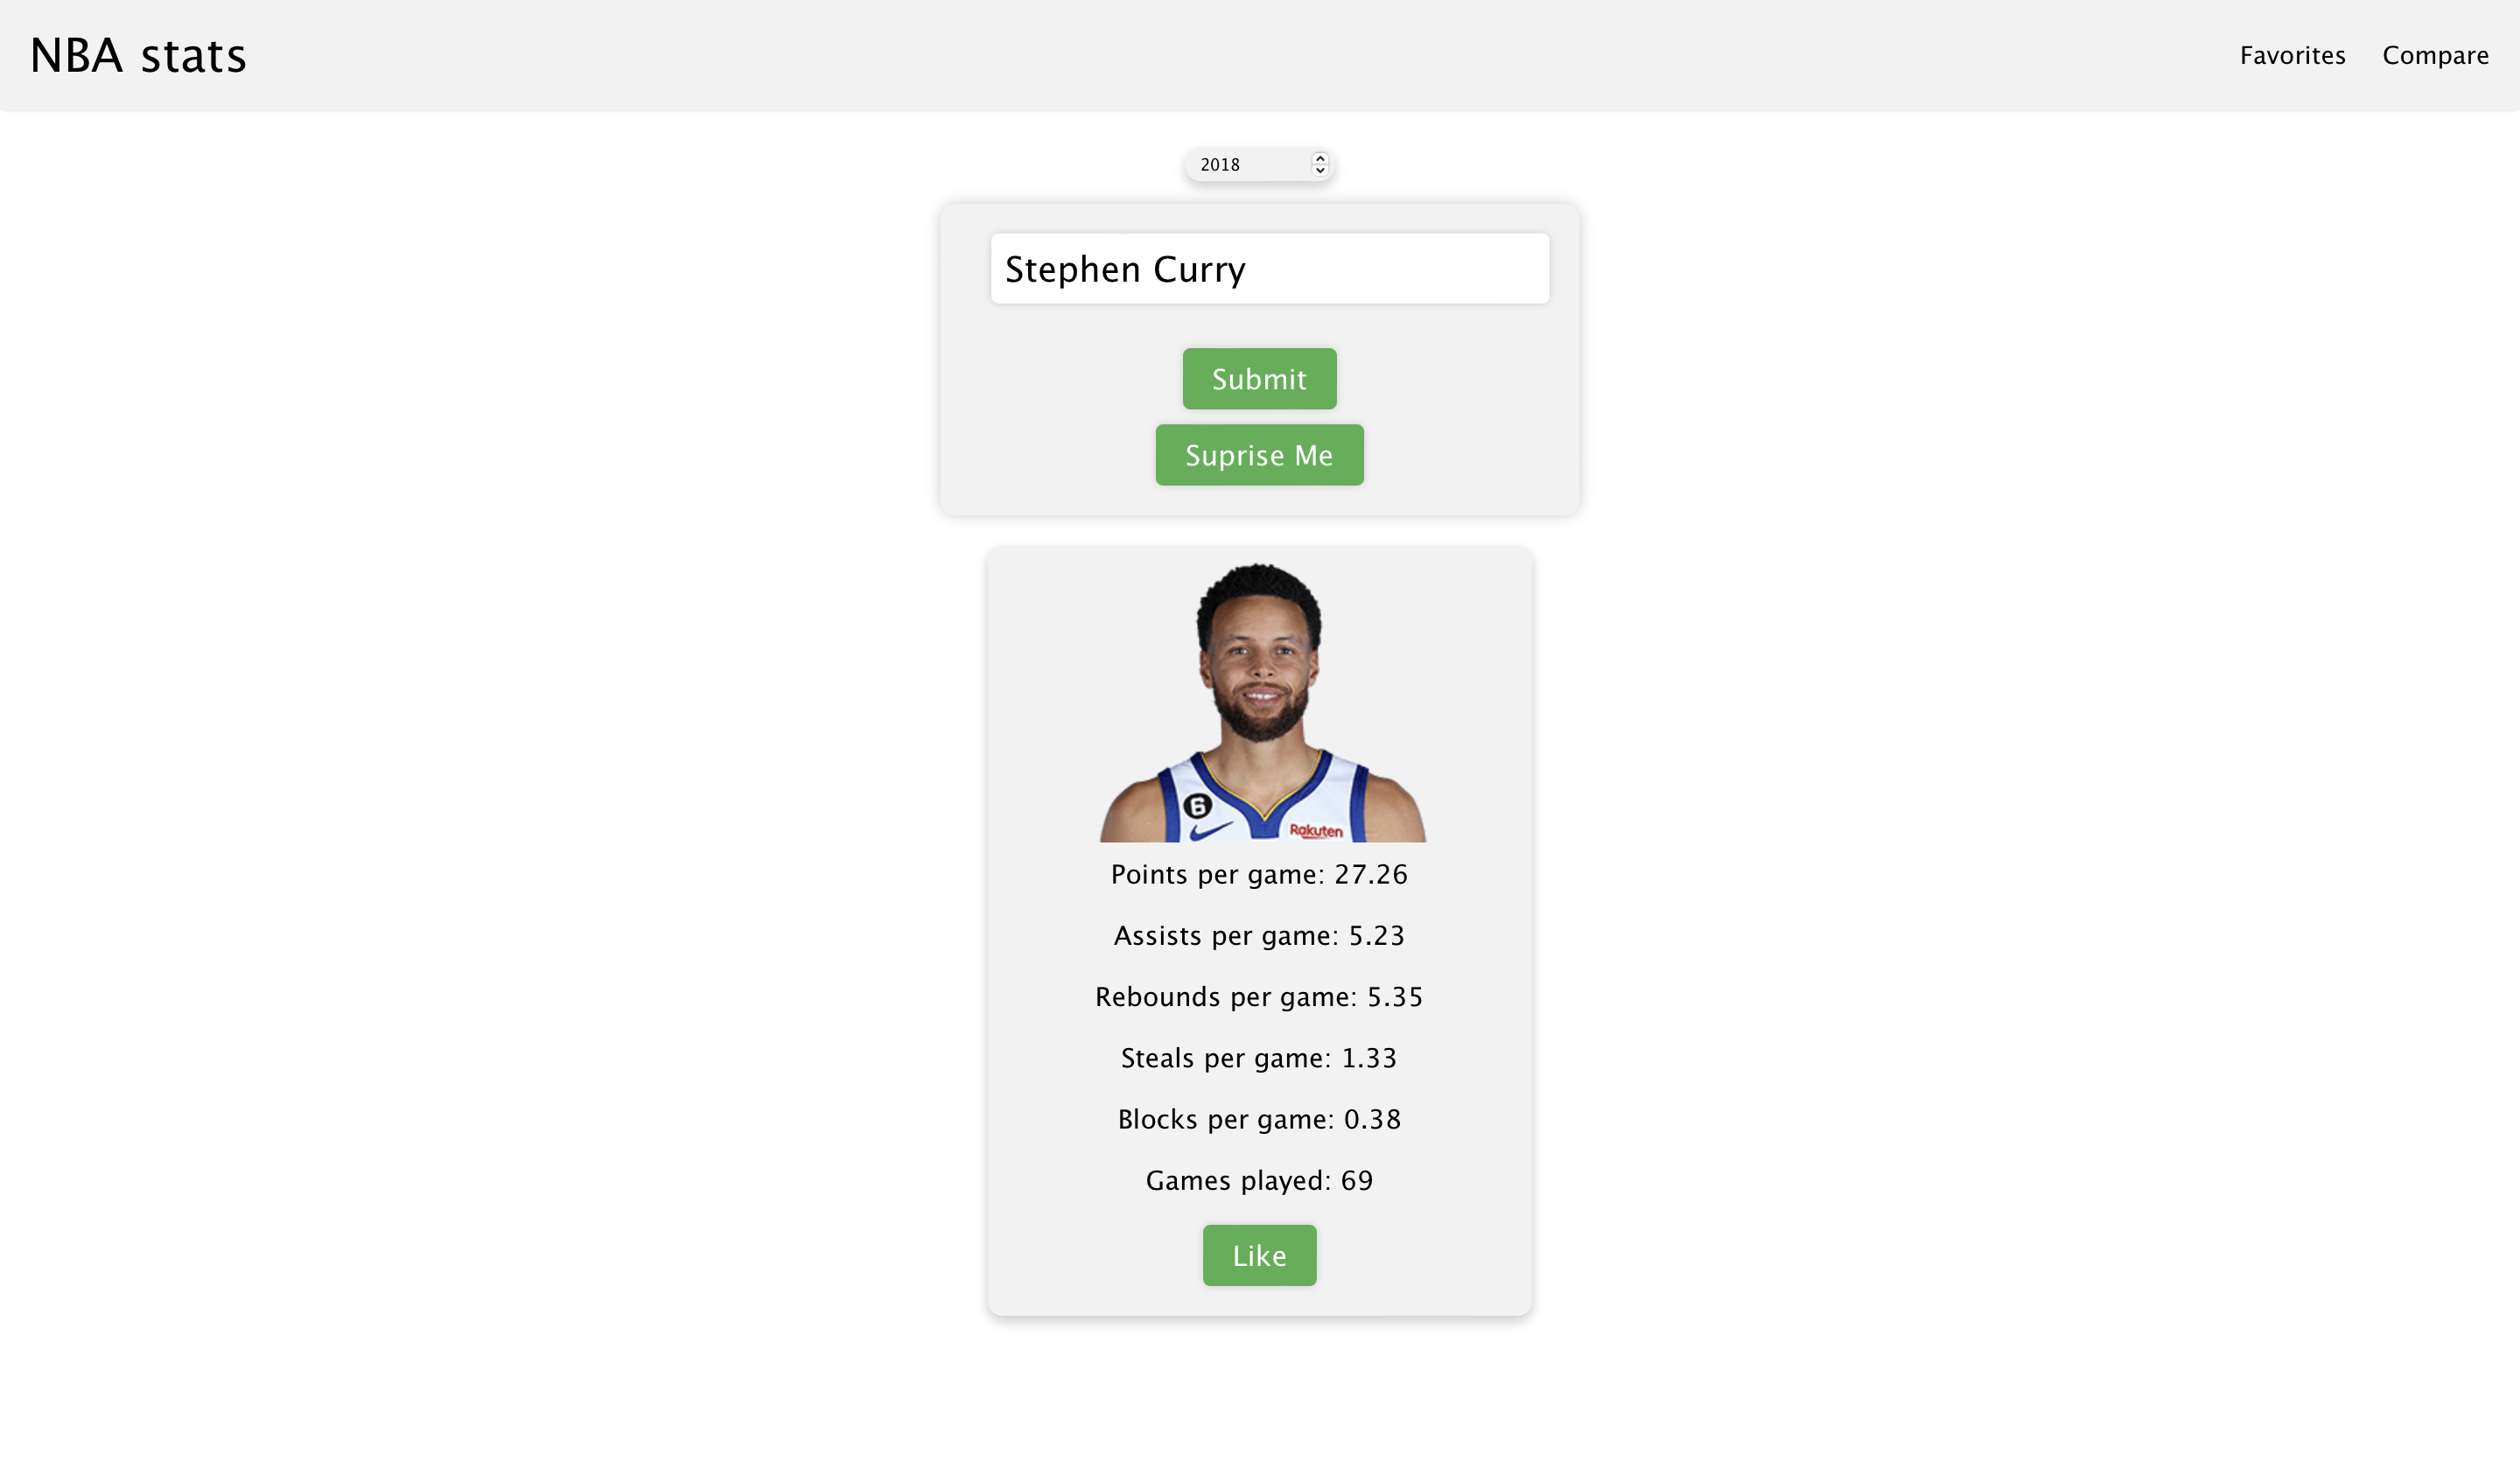 NBA stats
Favorites
Compare
2018
Stephen Curry
Submit
Suprise Me
6
Rakuten
Points per game: 27.26
Assists per game: 5.23
Rebounds per game: 5.35
Steals per game: 1.33
Blocks per game: 0.38
Games played: 69
Like